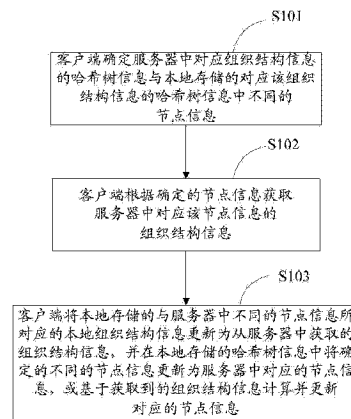 S101
客户端确定服务器中对应组织结构信息
的哈希树信息与本地存储的对应该组织
结构信息的哈希树信息中不同的
节点信息
S102
客户端根据确定的节点信息获取
服务器中对应该节点信息的
组织结构信息
S103
客户端将本地存储的与服务器中不同的节点信息所
对应的本地组织结构信息更新为从服务器中获取的
组织结构信息，并在本地存储的哈希树信息中将确
定的不同的节点信息更新为服务器中对应的节点信
息，或基于获取到的组织结构信息计算并更新
对应的节点信息